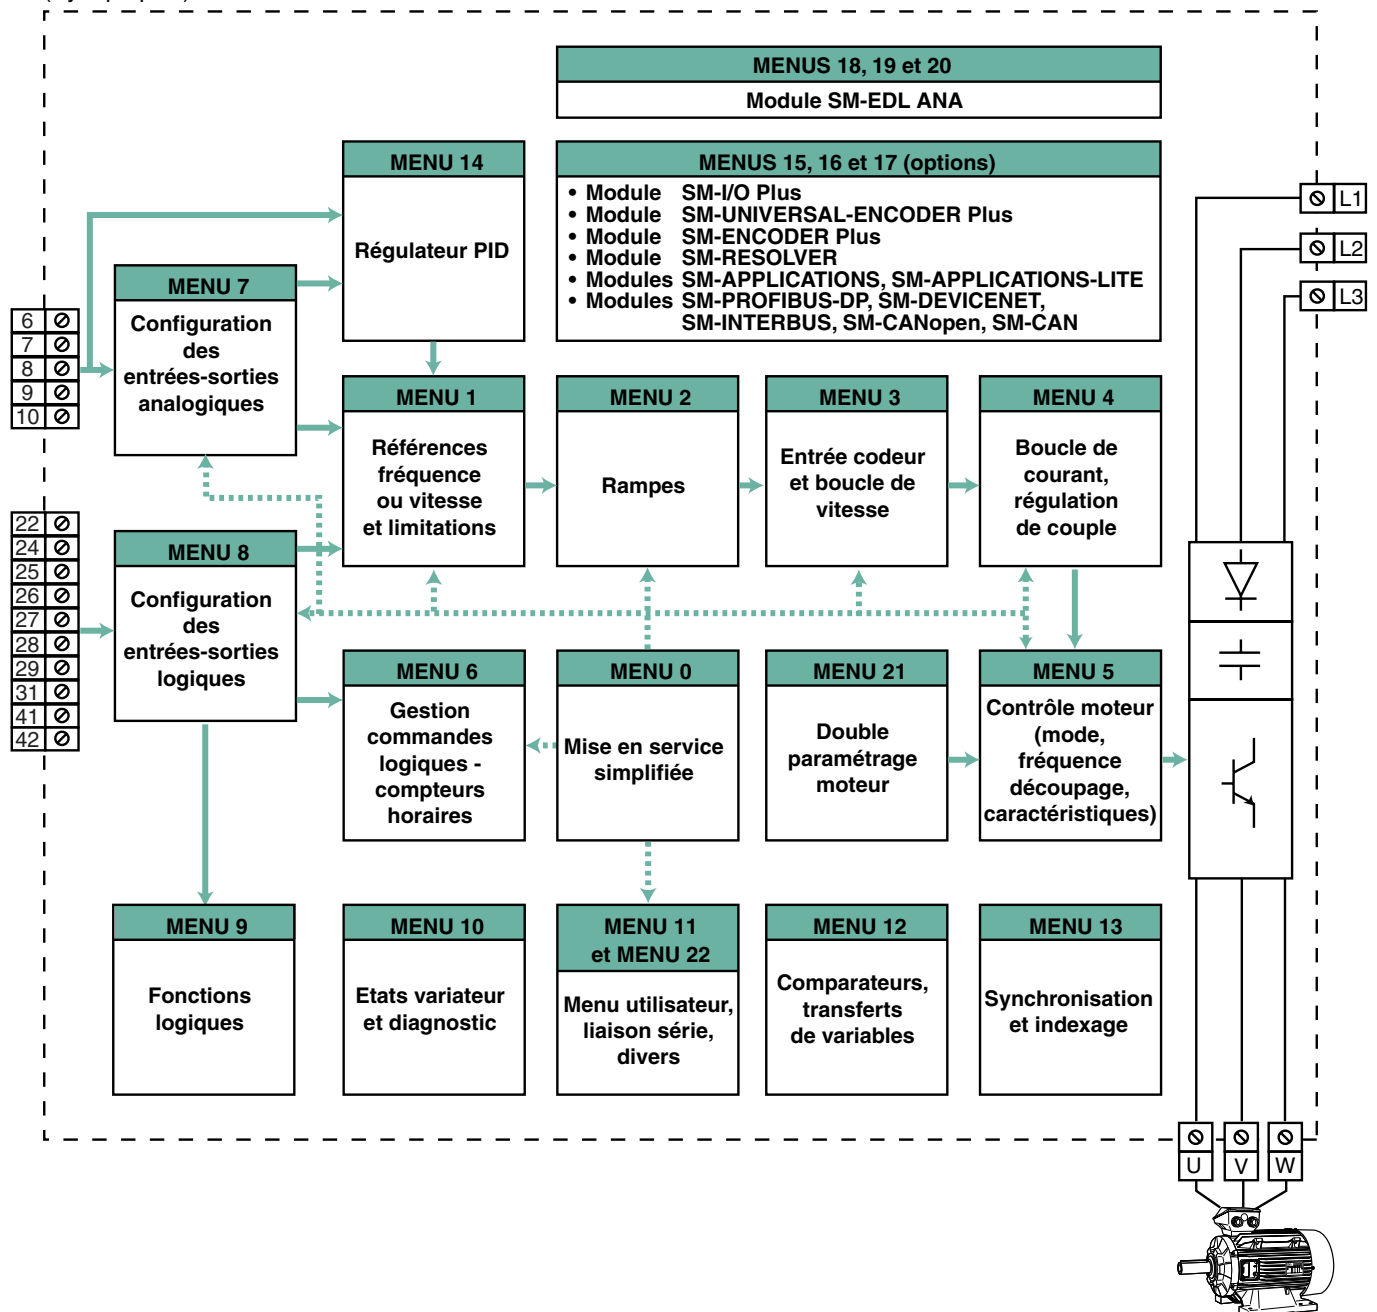 MENUS 18, 19 et 20
Module SM-EDL ANA
MENU 14
Régulateur PID
MENUS 15, 16 et 17 (options)
• Module SM-I/O Plus
• Module SM-UNIVERSAL-ENCODER Plus
• Module SM-ENCODER Plus
• Module SM-RESOLVER
• Modules SM-APPLICATIONS, SM-APPLICATIONS-LITE
• Modules SM-PROFIBUS-DP, SM-DEVICENET,
SM-INTERBUS, SM-CANopen, SM-CAN
L1
L2
L3
6
7
8
9
10
MENU 7
Configuration
des
entrées-sorties
analogiques
MENU 1
Références
fréquence
ou vitesse
et limitations
MENU 2
Rampes
MENU 3
Entrée codeur
et boucle de
vitesse
MENU 4
Boucle de
courant,
régulation
de couple
22
24
25
26
27
28
29
31
41
42
MENU 8
Configuration
des
entrées-sorties
logiques
MENU 6
Gestion
commandes
logiques -
compteurs
horaires
MENU 0
Mise en service
simplifiée
MENU 21
Double
paramétrage
moteur
MENU 5
Contrôle moteur
(mode,
fréquence
découpage,
caractéristiques)
MENU 9
Fonctions
logiques
MENU 10
Etats variateur
et diagnostic
MENU 11
et MENU 22
Menu utilisateur,
liaison série,
divers
MENU 12
Comparateurs,
transferts
de variables
MENU 13
Synchronisation
et indexage
U
V
W